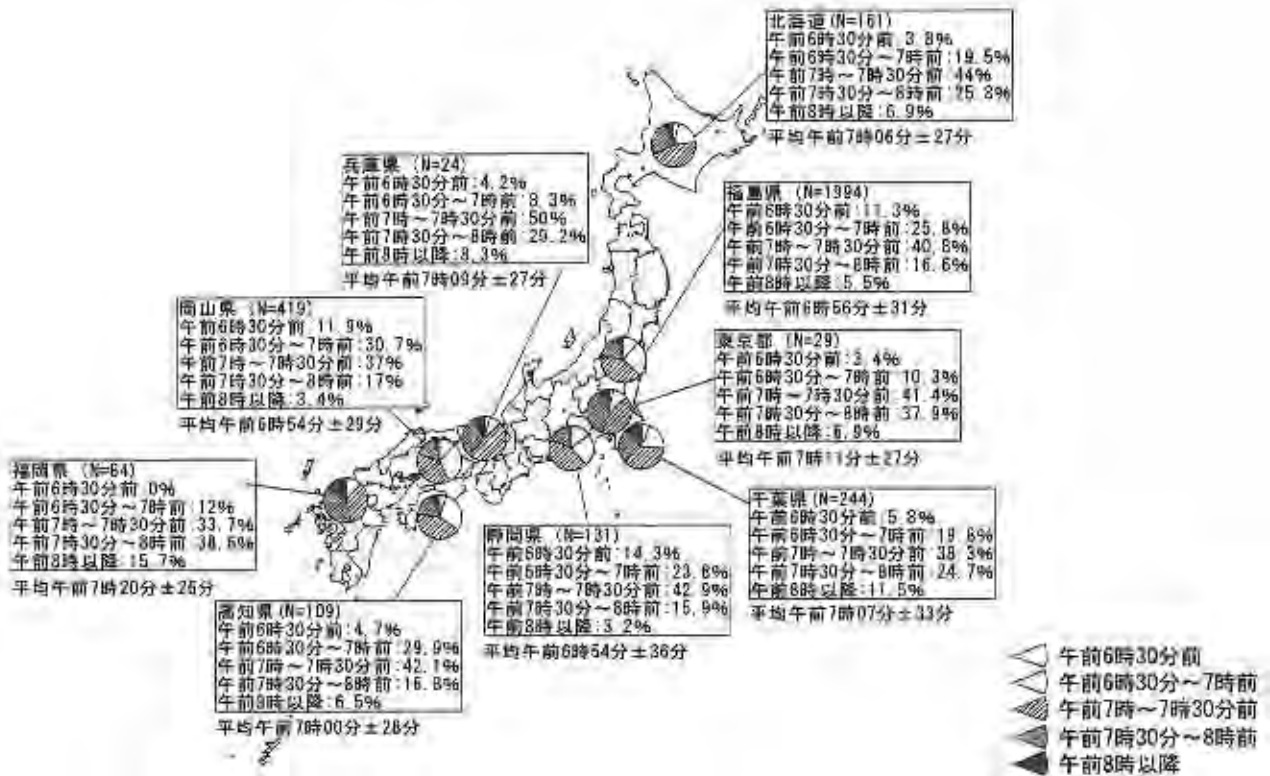 北海道(N=161)
午前6時30分前:3.8%
午前6時30分～7時前:19.5%
午前7時～7時30分前:44%
午前7時30分～8時前:25.8%
午前8時以降:6.9%
平均午前7時06分±27分
兵庫県 (N=24)
午前6時30分前:4.2%
午前6時30分～7時前:8.3%
午前7時～7時30分前:50%
午前7時30分～8時前:29.2%
午前8時以降:8.3%
平均午前7時09分±27分
福島県 (N=1994)
午前6時30分前:11.3%
午前6時30分～7時前:25.8%
午前7時～7時30分前:40.8%
午前7時30分～8時前:16.6%
午前8時以降:5.5%
平均午前6時56分±31分
岡山県 (N=419)
午前6時30分前:11.9%
午前6時30分～7時前:30.7%
午前7時～7時30分前:37%
午前7時30分～8時前:17%
午前8時以降:3.4%
平均午前6時54分±29分
東京都 (N=29)
午前6時30分前:3.4%
午前6時30分～7時前:10.3%
午前7時～7時30分前:41.4%
午前7時30分～8時前:37.9%
午前8時以降:6.9%
平均午前7時11分±27分
福岡県 (N=64)
午前6時30分前:0%
午前6時30分～7時前:12%
午前7時～7時30分前:33.7%
午前7時30分～8時前:38.6%
午前8時以降:15.7%
平均午前7時20分±25分
千葉県(N=244)
午前6時30分前:5.8%
午前6時30分～7時前:19.8%
午前7時～7時30分前:38.3%
午前7時30分～8時前:24.7%
午前8時以降:11.5%
平均午前7時07分±33分
静岡県(N=131)
午前6時30分前:14.3%
午前6時30分～7時前:23.8%
午前7時～7時30分前:42.9%
午前7時30分～8時前:15.9%
午前8時以降:3.2%
平均午前6時54分±36分
高知県(N=109)
午前6時30分前:4.7%
午前6時30分～7時前:29.9%
午前7時～7時30分前:42.1%
午前7時30分～8時前:16.8%
午前8時以降:6.5%
平均午前7時00分±28分
午前6時30分前
午前6時30分～7時前
午前7時～7時30分前
午前7時30分～8時前
午前8時以降